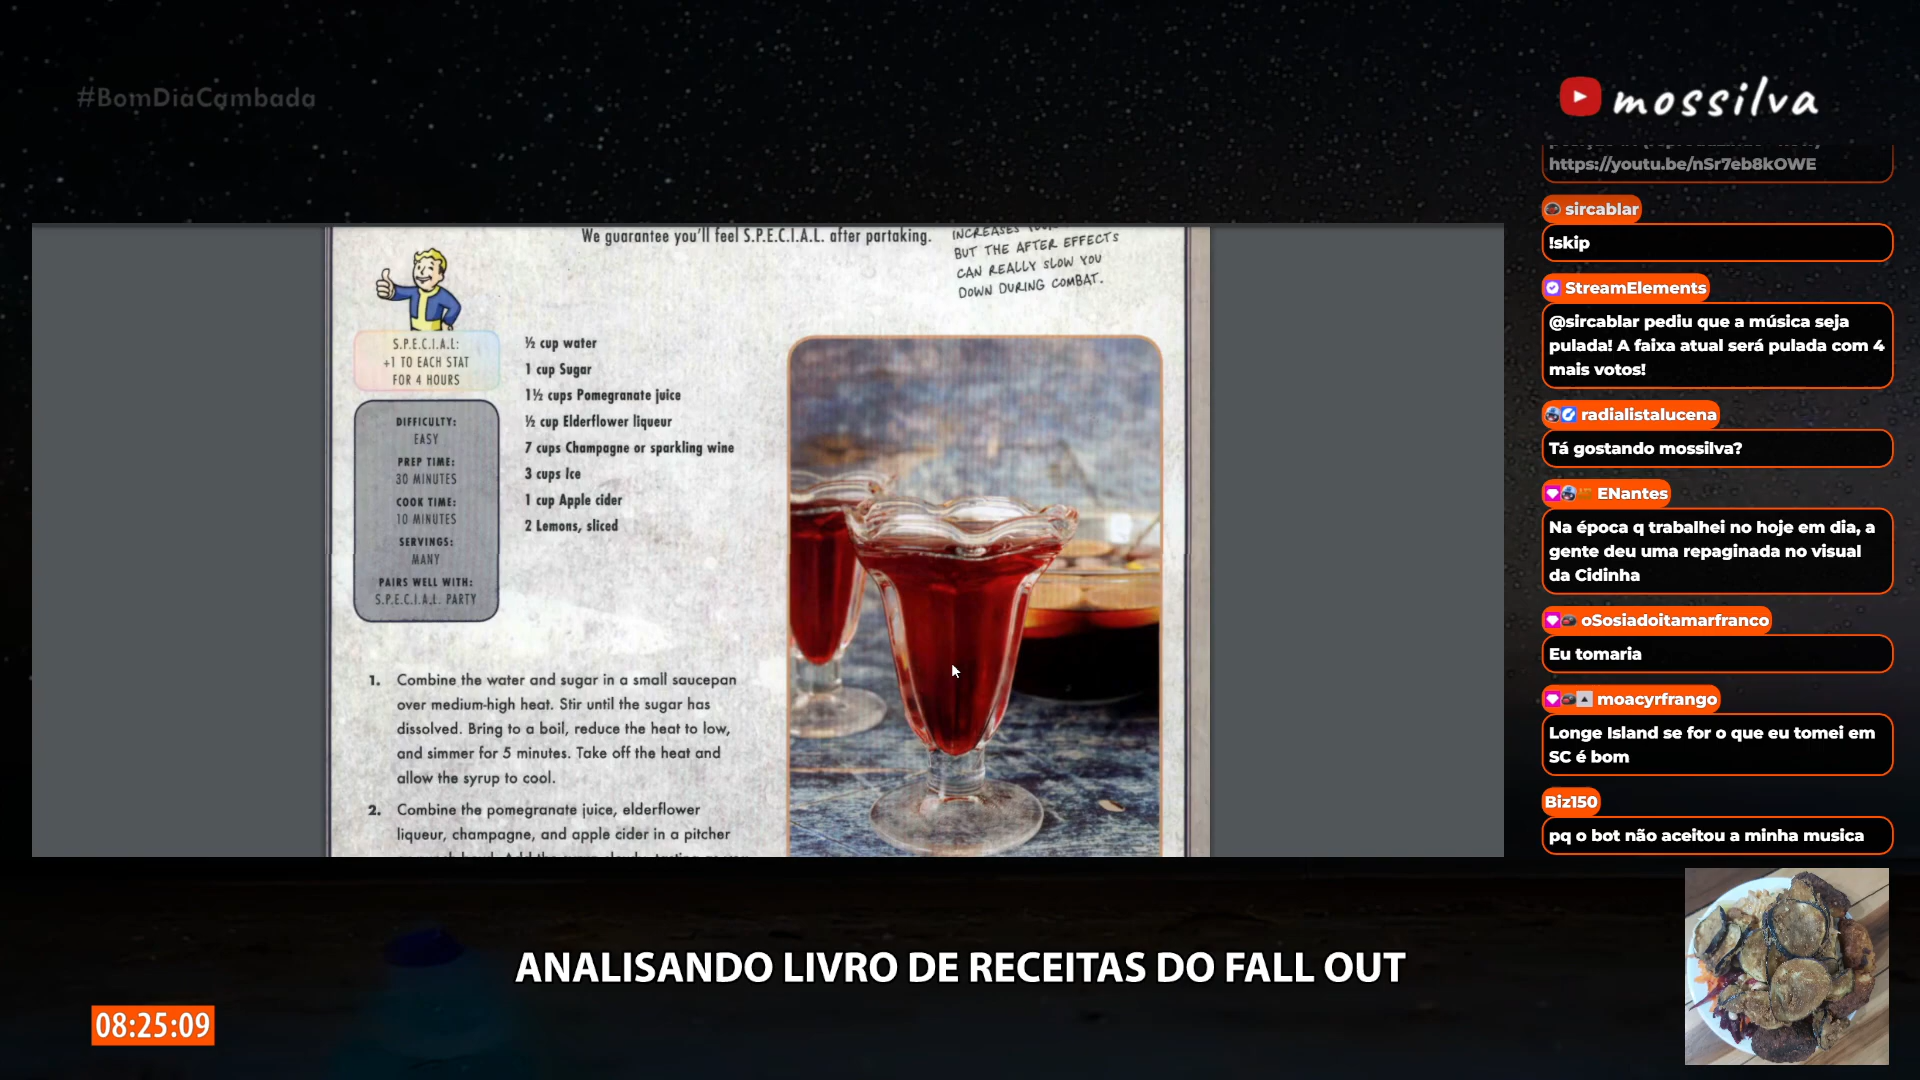 #BomDiaCambada
mossilva
https://youtu.be/nSr7eb8kOWE
sircablar
!skip
StreamElements
@sircablar pediu que a música seja
pulada! A faixa atual será pulada com 4
mais votos!
radialistalucena
Tá gostando mossilva?
ENantes
Na época q trabalhei no hoje em dia, a
gente deu uma repaginada no visual
da Cidinha
oSosiadoitamarfranco
Eu tomaria
moacyrfrango
Longe Island se for o que eu tomei em
SC é bom
Biz150
pq o bot não aceitou a minha musica
We guarantee you'll feel S.P.E.C.I.A.L. after partaking.
INCREASES
BUT THE AFTER EFFECTS
CAN REALLY SLOW YOU
DOWN DURING COMBAT.
S.P.E.C.I.A.L:
+1 TO EACH STAT
FOR 4 HOURS
DIFFICULTY:
EASY
PREP TIME:
30 MINUTES
COOK TIME:
10 MINUTES
SERVINGS:
MANY
PAIRS WELL WITH:
S.P.E.C.I.A.L. PARTY
½ cup water
1 cup Sugar
1½ cups Pomegranate juice
½ cup Elderflower liqueur
7 cups Champagne or sparkling wine
3 cups Ice
1 cup Apple cider
2 Lemons, sliced
1. Combine the water and sugar in a small saucepan
over medium-high heat. Stir until the sugar has
dissolved. Bring to a boil, reduce the heat to low,
and simmer for 5 minutes. Take off the heat and
allow the syrup to cool.
2. Combine the pomegranate juice, elderflower
liqueur, champagne, and apple cider in a pitcher
ANALISANDO LIVRO DE RECEITAS DO FALL OUT
08:25:09